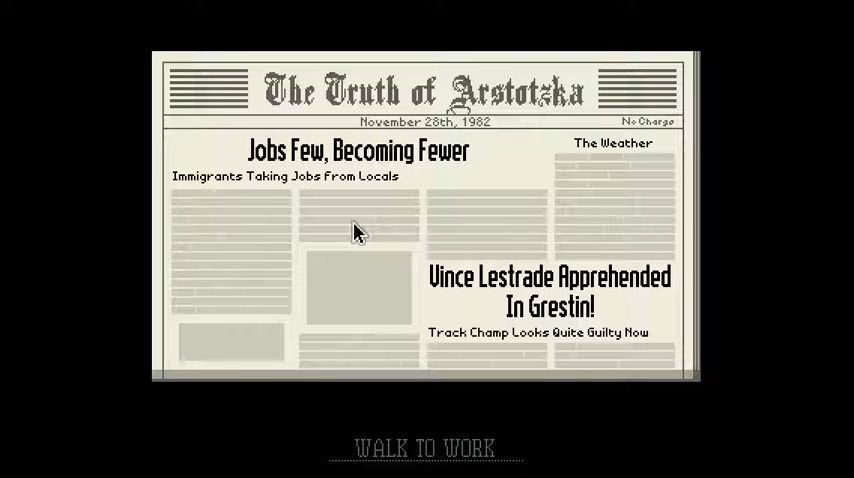 The Truth of Arstotzka
November 28th, 1982
No Charge
Jobs Few, Becoming Fewer
Immigrants Taking Jobs From Locals
The Weather
Vince Lestrade Apprehended
In Grestin!
Track Champ Looks Quite Guilty Now
WALK TO WORK